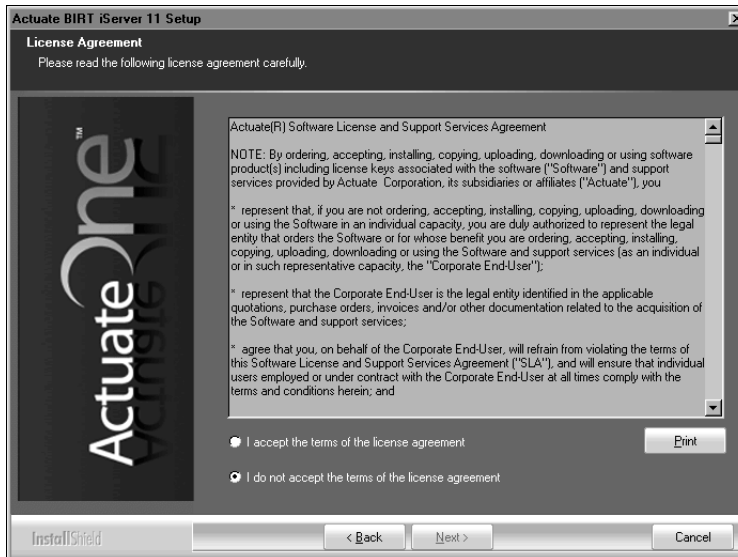 Actuate BIRT iServer 11 Setup
License Agreement
Please read the following license agreement carefully.
ActuateOne™
Actuate(R) Software License and Support Services Agreement
NOTE: By ordering, accepting, installing, copying, uploading, downloading or using software
product(s) including license keys associated with the software ("Software") and support
services provided by Actuate Corporation, its subsidiaries or affiliates ("Actuate"), you
* represent that, if you are not ordering, accepting, installing, copying, uploading, downloading
or using the Software in an individual capacity, you are duly authorized to represent the legal
entity that orders the Software or for whose benefit you are ordering, accepting, installing,
copying, uploading, downloading or using the Software and support services (as an individual
or in such representative capacity, the "Corporate End-User");
* represent that the Corporate End-User is the legal entity identified in the applicable
quotations, purchase orders, invoices and/or other documentation related to the acquisition of
the Software and support services;
* agree that you, on behalf of the Corporate End-User, will refrain from violating the terms of
this Software License and Support Services Agreement ("SLA"), and will ensure that individual
users employed or under contract with the Corporate End-User at all times comply with the
terms and conditions herein; and
I accept the terms of the license agreement
Print
I do not accept the terms of the license agreement
InstallShield
< Back
Next >
Cancel